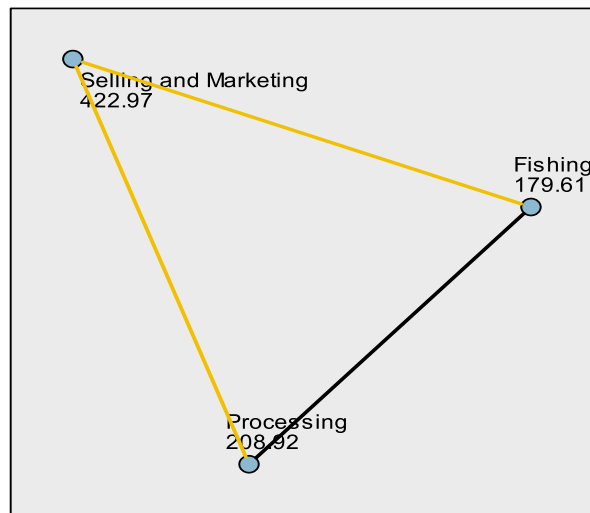 Selling and Marketing
422.97
Fishing
179.61
Processing
208.92